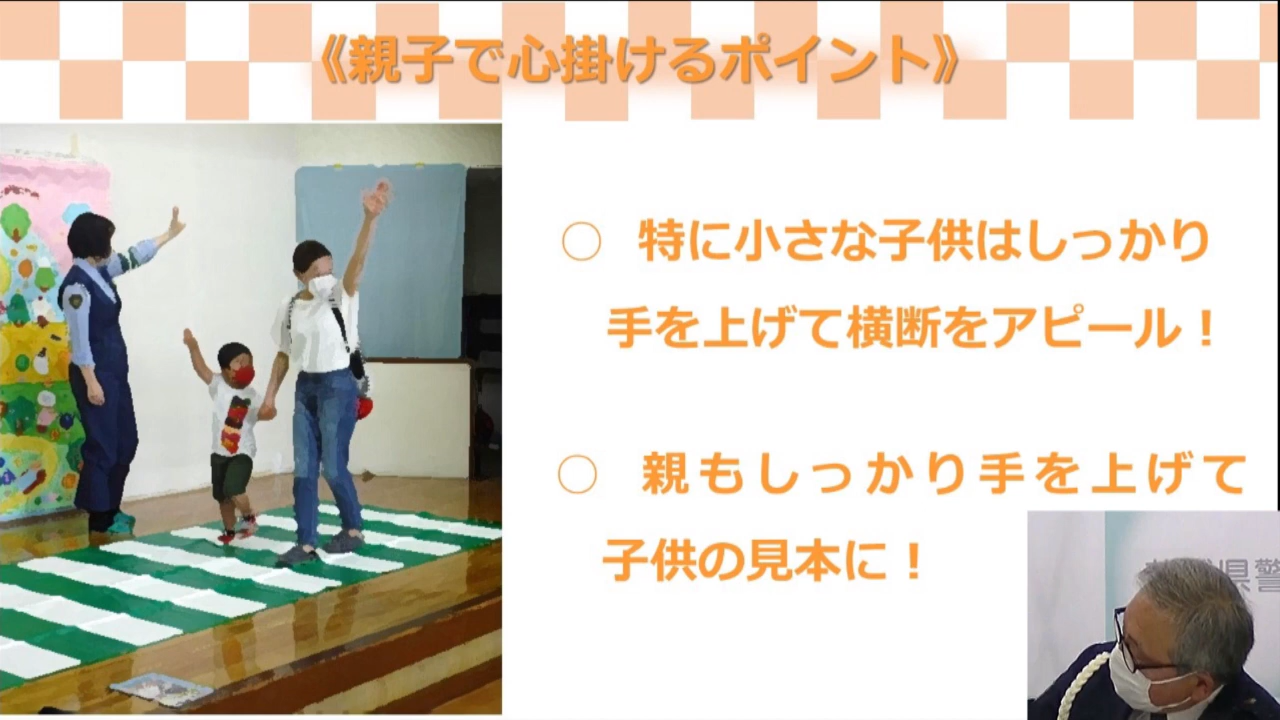 《親子で心掛けるポイント》
○ 特に小さな子供はしっかり
手を上げて横断をアピール！
○ 親もしっかり手を上げて
子供の見本に！
県警